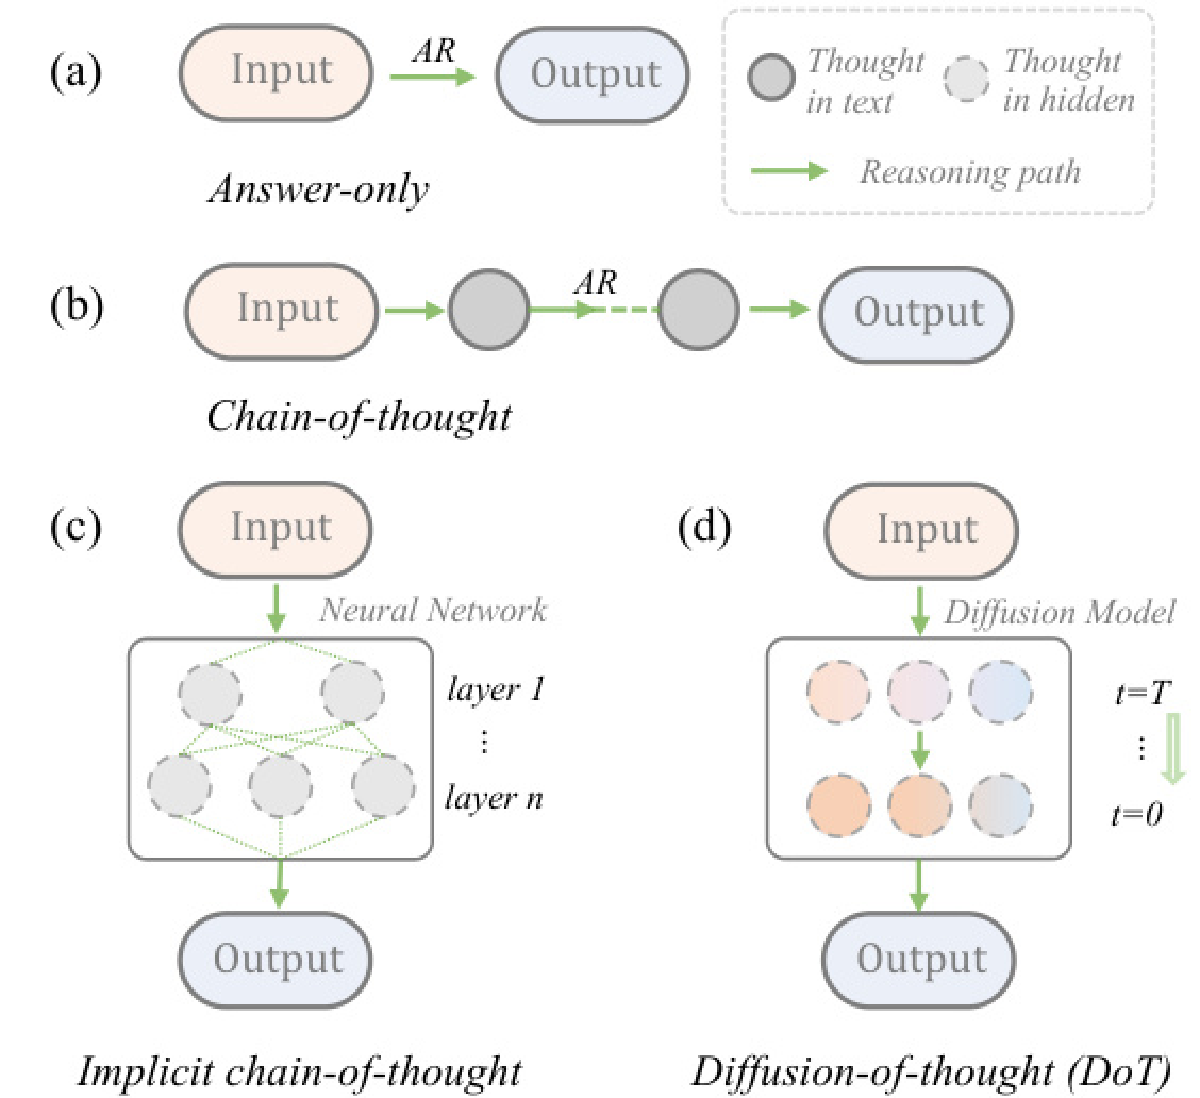 (a)
Input
AR
Output
Answer-only
Thought
in text
Thought
in hidden
Reasoning path
(b)
Input
AR
Output
Chain-of-thought
(c)
Input
Neural Network
layer 1
⋮
layer n
Output
Implicit chain-of-thought
(d)
Input
Diffusion Model
t=T
⋮
t=0
Output
Diffusion-of-thought (DoT)